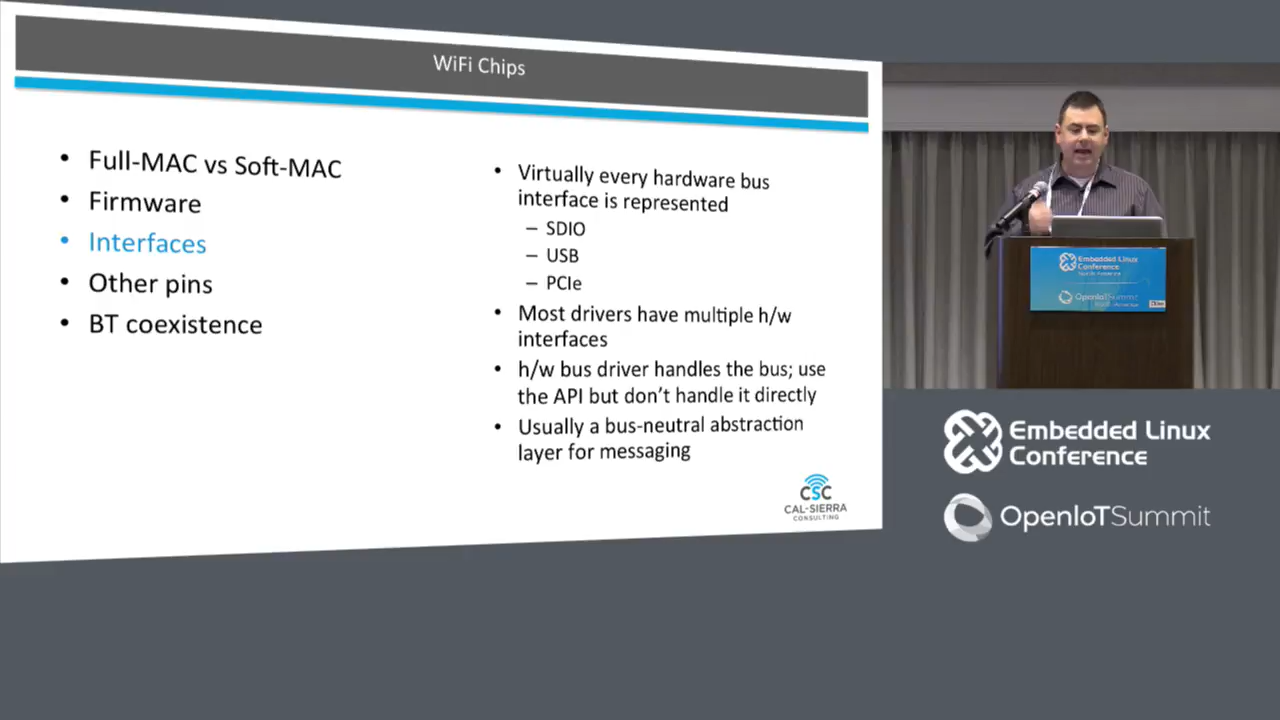 WiFi Chips
• Full-MAC vs Soft-MAC
• Firmware
• Interfaces
• Other pins
• BT coexistence
• Virtually every hardware bus
interface is represented
– SDIO
– USB
– PCIe
• Most drivers have multiple h/w
interfaces
• h/w bus driver handles the bus; use
the API but don’t handle it directly
• Usually a bus-neutral abstraction
layer for messaging
CSC
CAL-SIERRA
CONSULTING
Embedded Linux
Conference
OpenIoTSummit
Embedded Linux
Conference
OpenIoTSummit